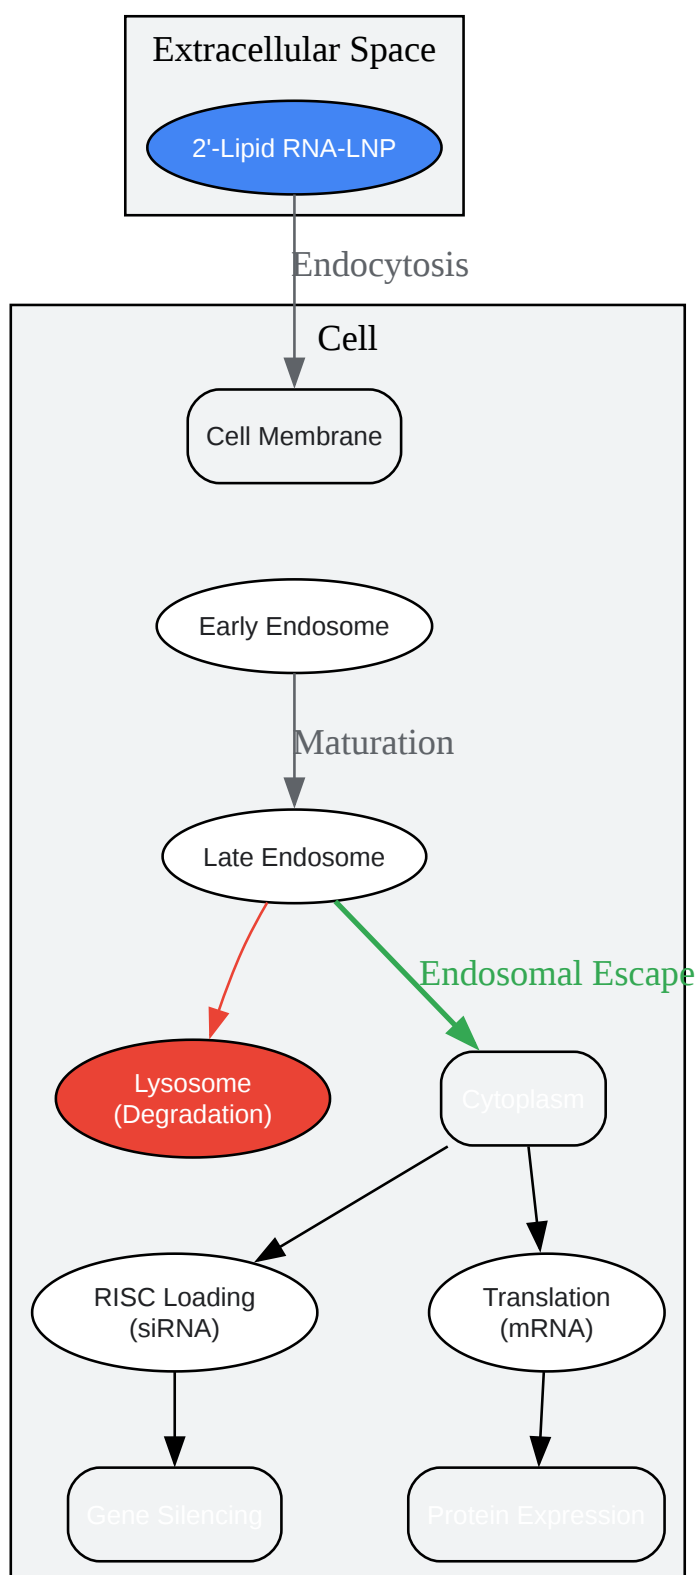 Extracellular Space
2'-Lipid RNA-LNP
Endocytosis
Cell
Cell Membrane
Early Endosome
Maturation
Late Endosome
Endosomal Escape
Lysosome
(Degradation)
Cytoplasm
RISC Loading
(siRNA)
Translation
(mRNA)
Gene Silencing
Protein Expression